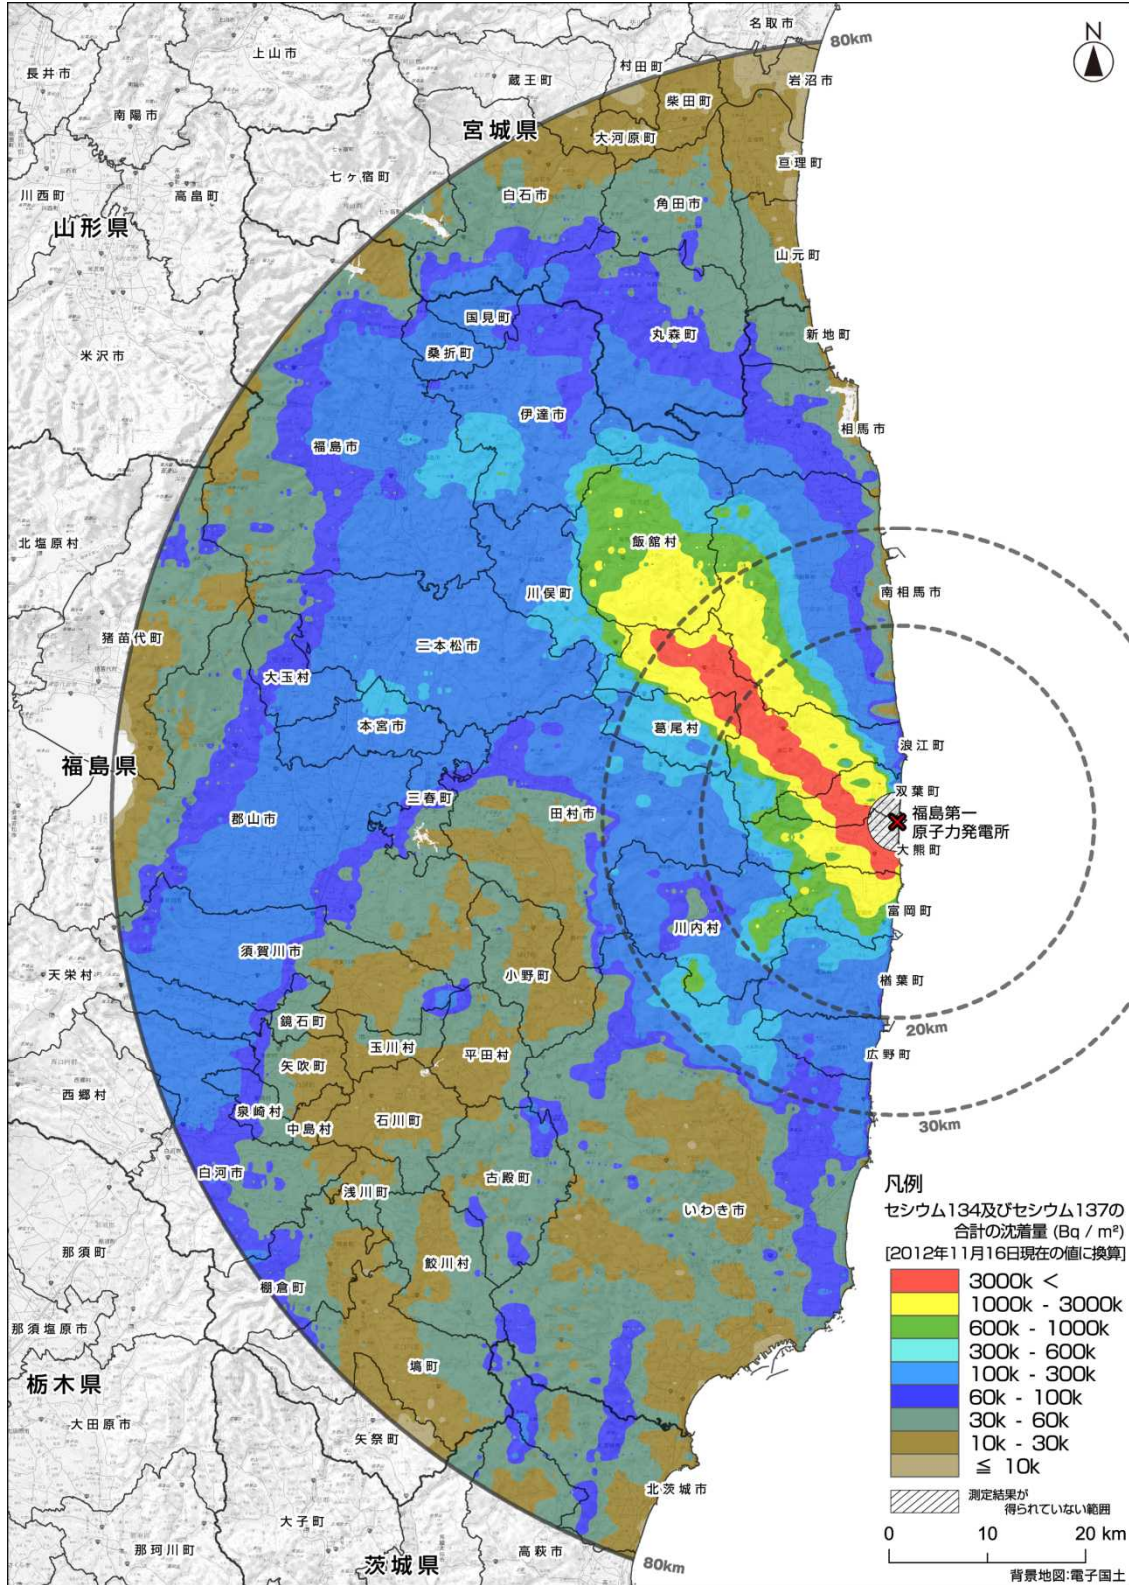 名取市
80km
N
上山市
村田町
長井市
蔵王町
岩沼市
柴田町
南陽市
宮城県
大河原町
亘理町
七ヶ宿町
川西町
高畠町
白石市
角田市
山形県
山元町
国見町
丸森町
新地町
桑折町
米沢市
伊達市
相馬市
福島市
飯舘村
北塩原村
川俣町
南相馬市
猪苗代町
二本松市
大玉村
本宮市
葛尾村
浪江町
福島県
双葉町
三春町
田村市
福島第一
原子力発電所
郡山市
大熊町
富岡町
川内村
須賀川市
天栄村
小野町
楢葉町
鏡石町
20km
玉川村
平田村
広野町
矢吹町
西郷村
泉崎村
石川町
中島村
30km
白河市
古殿町
浅川町
凡例
いわき市
セシウム134及びセシウム137の
合計の沈着量 (Bq / m²)
[2012年11月16日現在の値に換算]
那須町
鮫川村
棚倉町
3000k <
1000k - 3000k
那須塩原市
600k - 1000k
300k - 600k
塙町
100k - 300k
栃木県
60k - 100k
大田原市
30k - 60k
矢祭町
10k - 30k
≦ 10k
北茨城市
測定結果が
得られていない範囲
大子町
那珂川町
高萩市
茨城県
80km
0 10 20 km
背景地図:電子国土